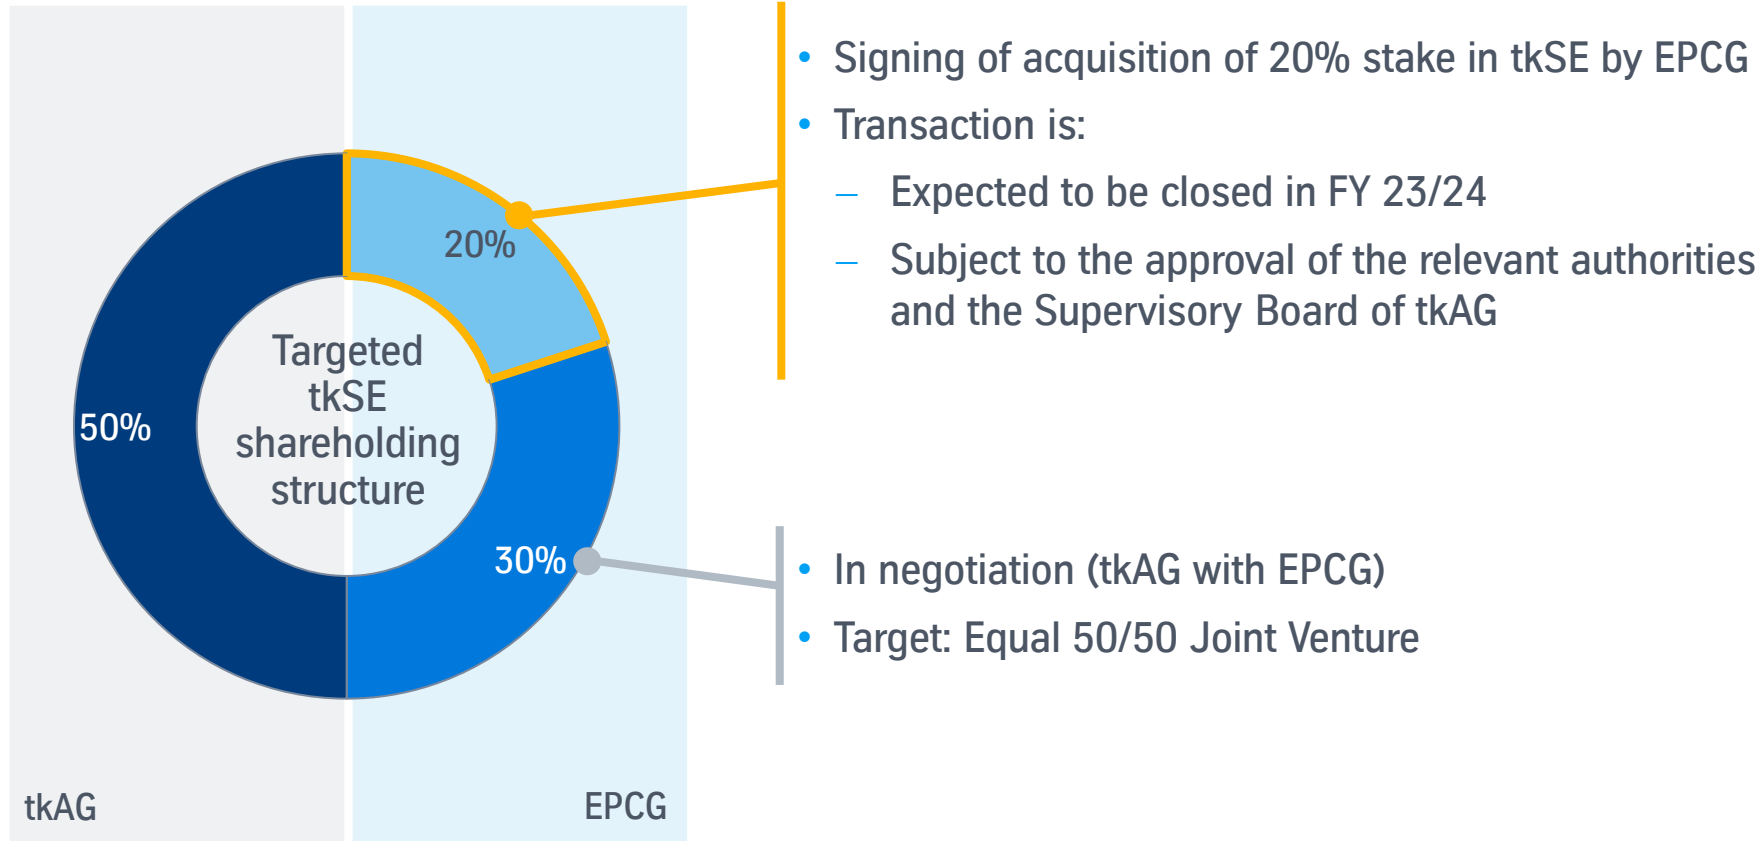 • Signing of acquisition of 20% stake in tkSE by EPCG
• Transaction is:
– Expected to be closed in FY 23/24
– Subject to the approval of the relevant authorities
and the Supervisory Board of tkAG
20%
Targeted
tkSE
shareholding
structure
50%
30%
• In negotiation (tkAG with EPCG)
• Target: Equal 50/50 Joint Venture
tkAG
EPCG